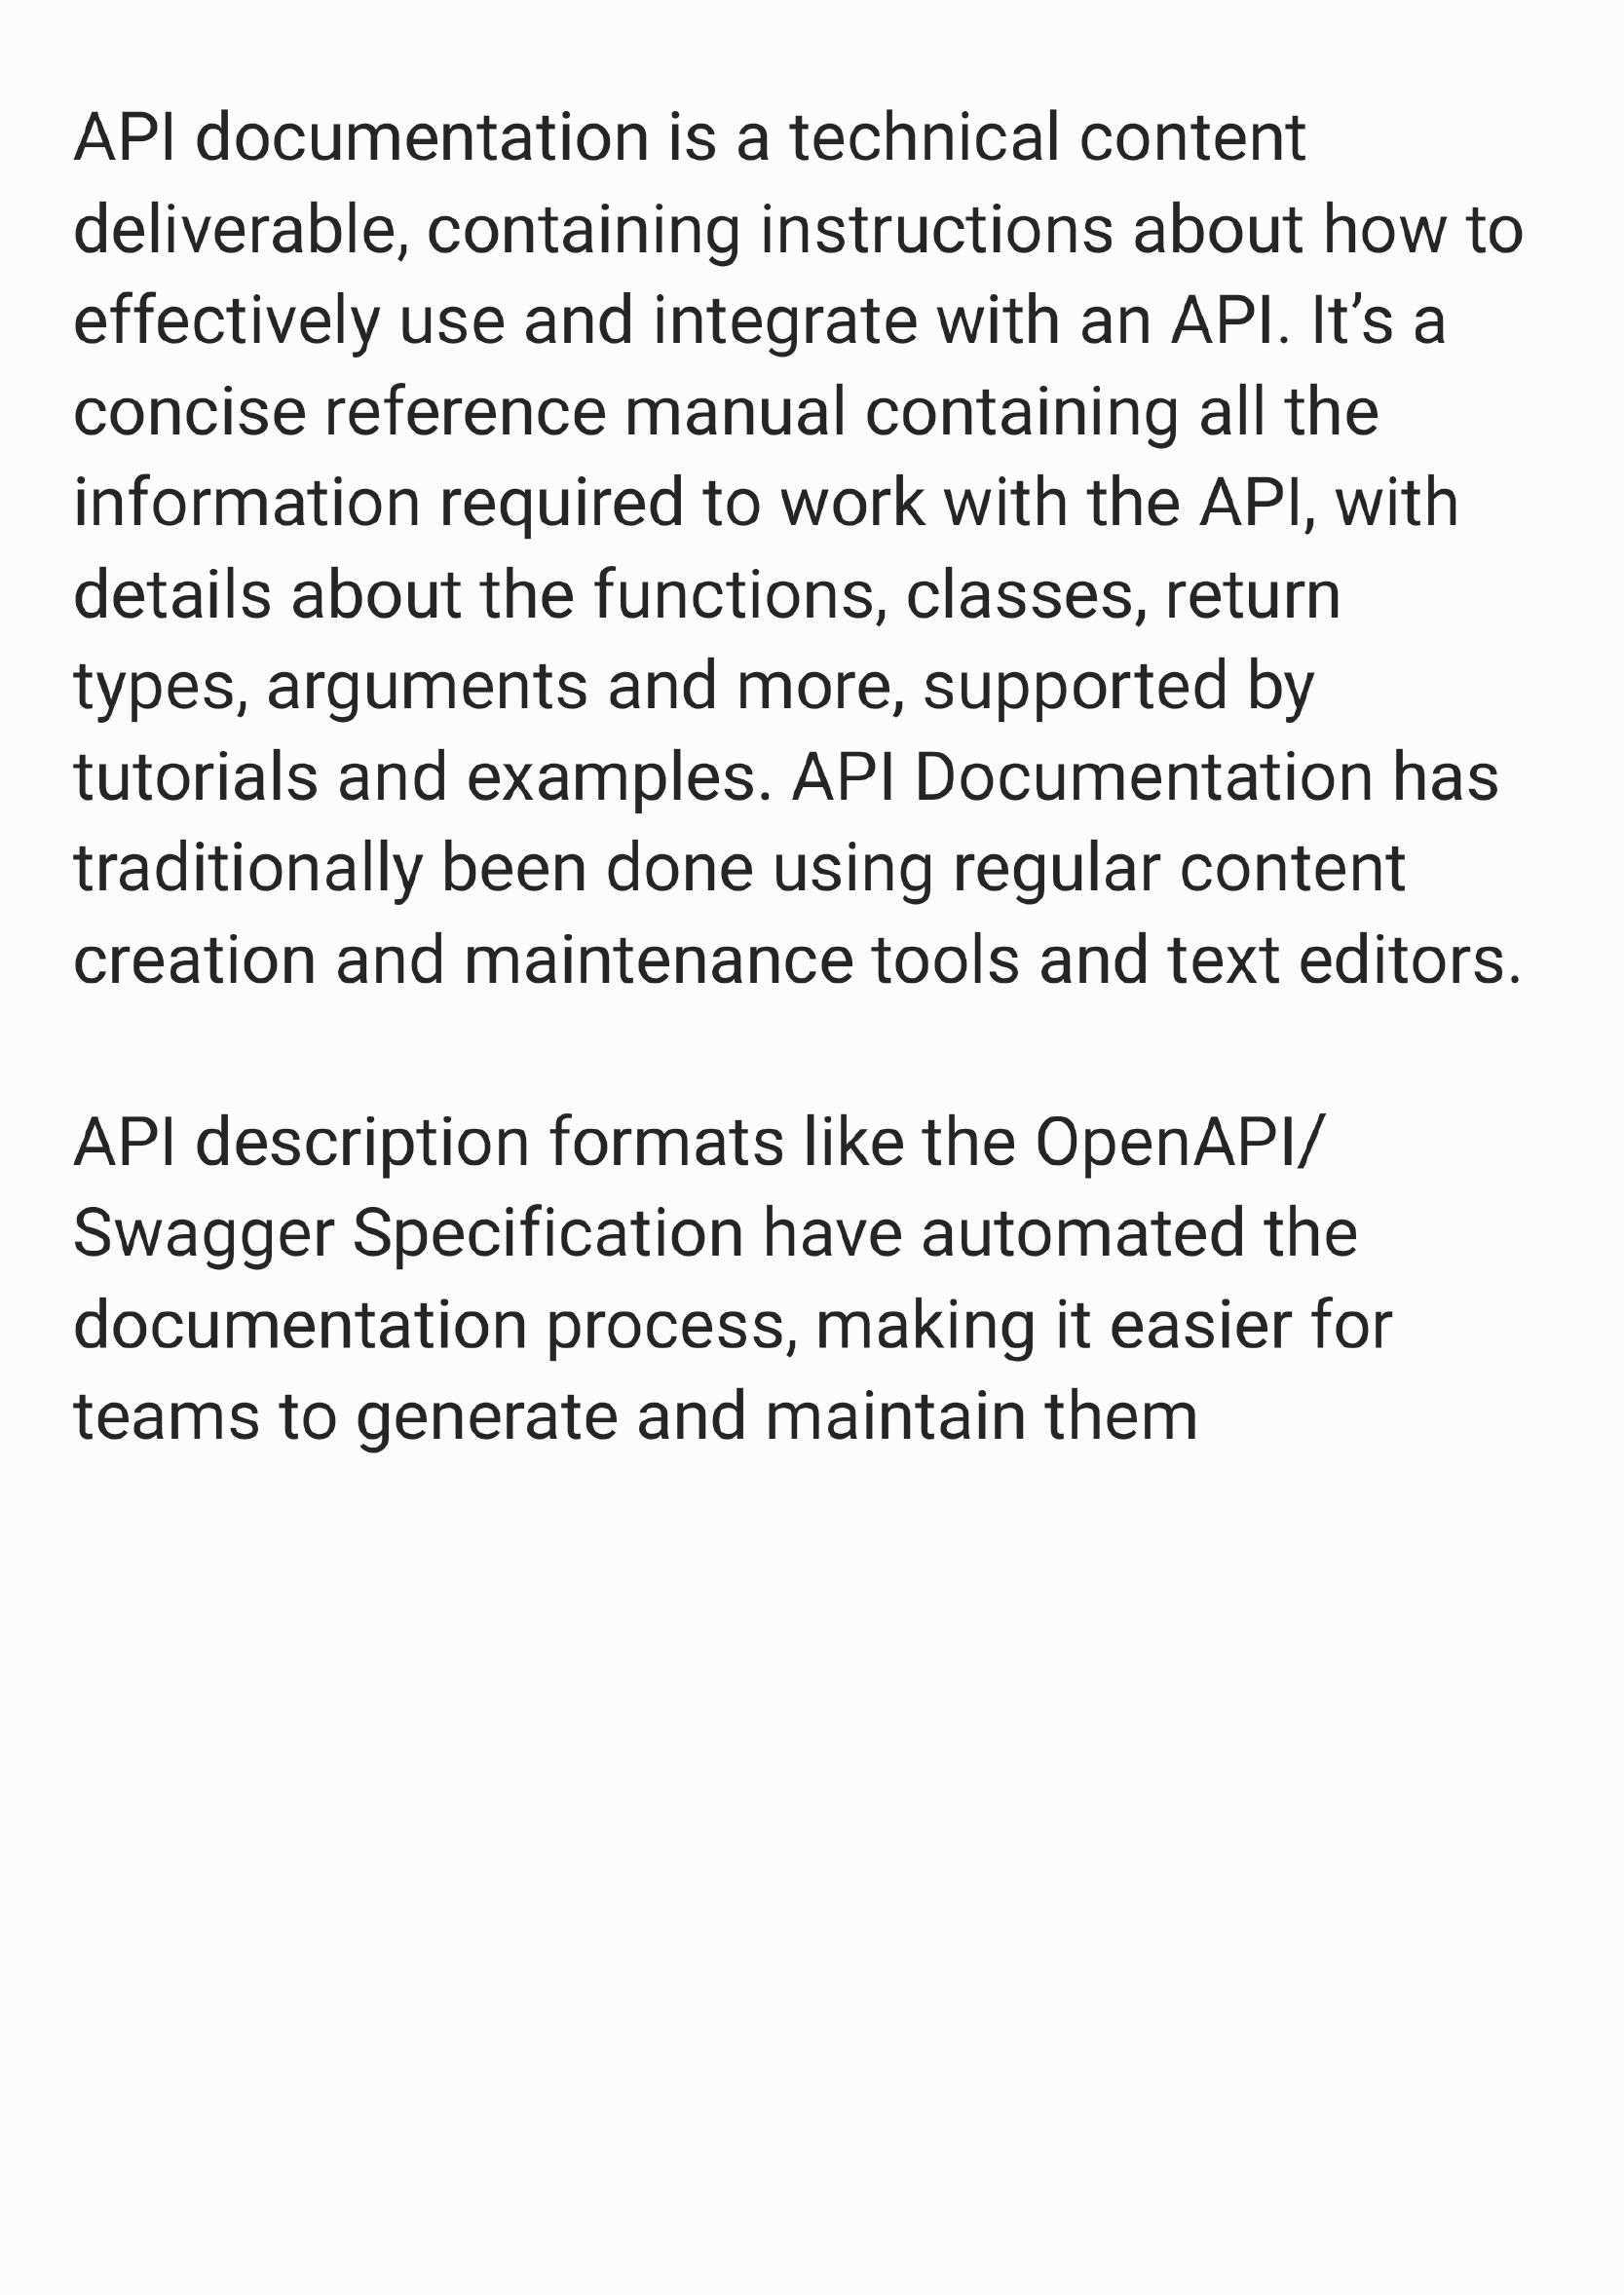 API documentation is a technical content
deliverable, containing instructions about how to
effectively use and integrate with an API. It’s a
concise reference manual containing all the
information required to work with the API, with
details about the functions, classes, return
types, arguments and more, supported by
tutorials and examples. API Documentation has
traditionally been done using regular content
creation and maintenance tools and text editors.
API description formats like the OpenAPI/
Swagger Specification have automated the
documentation process, making it easier for
teams to generate and maintain them